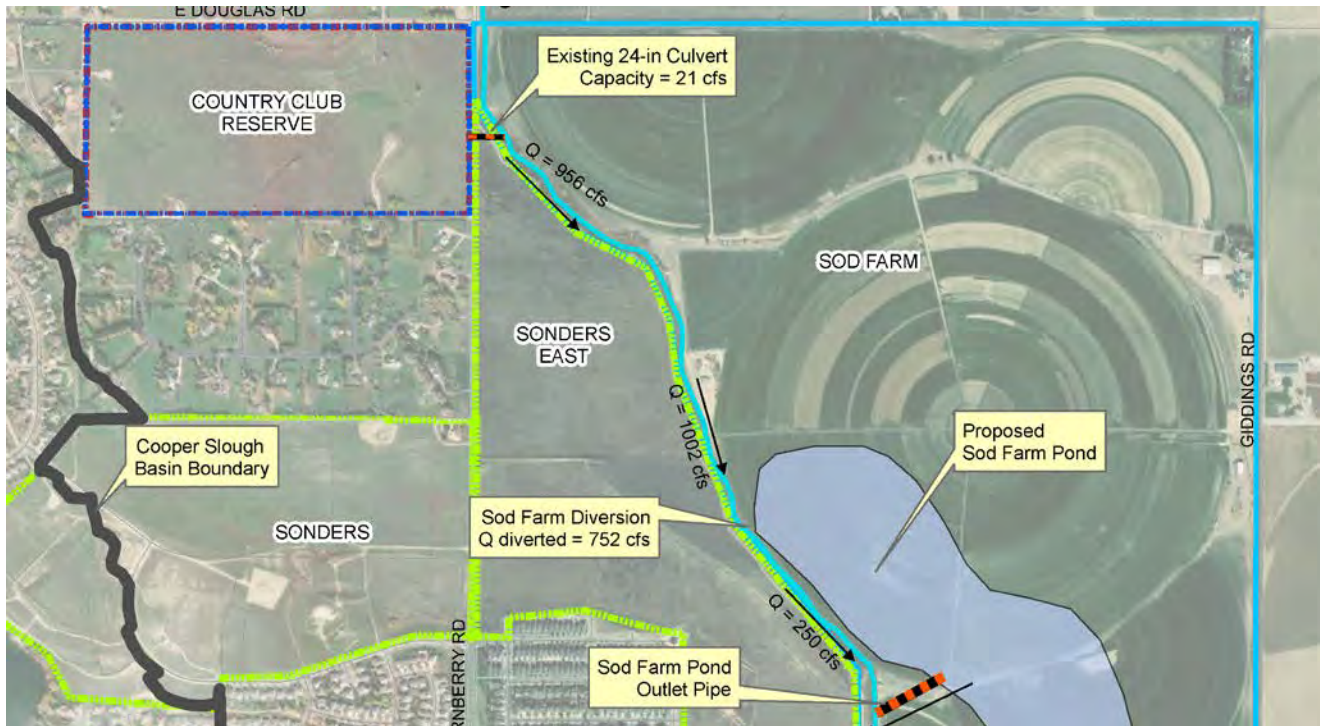 E DOUGLAS RD
Existing 24-in Culvert
Capacity = 21 cfs
COUNTRY CLUB
RESERVE
Q = 956 cfs
SOD FARM
SONDERS
EAST
GIDDINGS RD
Q = 1002 cfs
Cooper Slough
Basin Boundary
Proposed
Sod Farm Pond
Sod Farm Diversion
Q diverted = 752 cfs
SONDERS
Q = 250 cfs
RNBERRY RD
Sod Farm Pond
Outlet Pipe